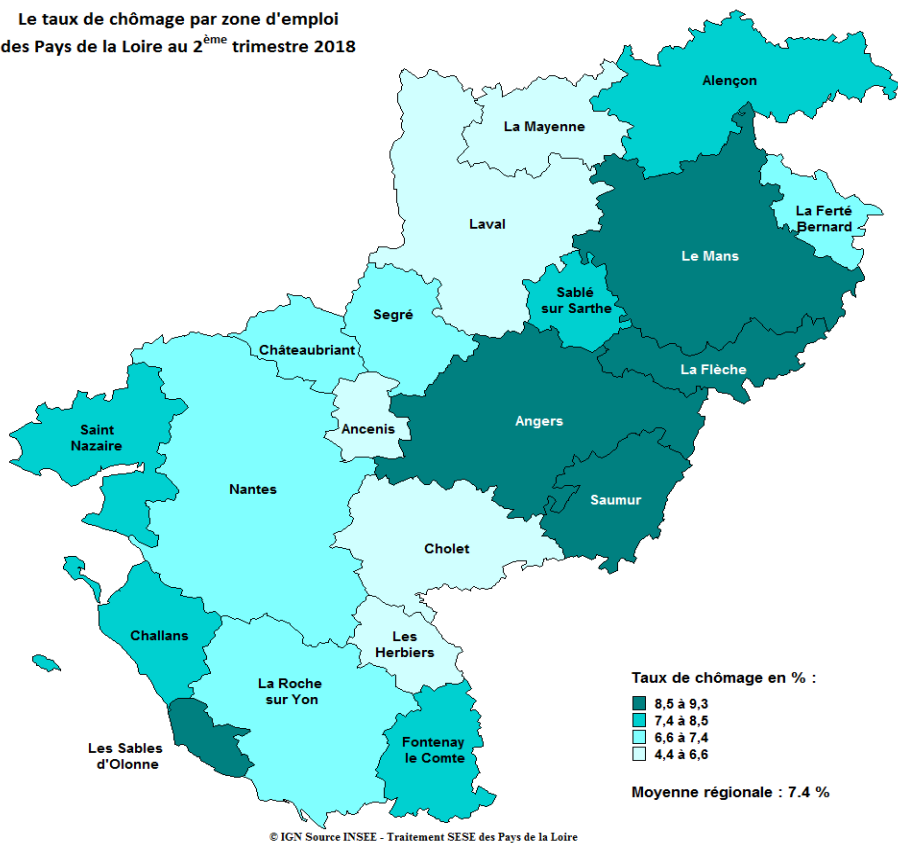 Le taux de chômage par zone d'emploi
des Pays de la Loire au 2ème trimestre 2018
Alençon
La Mayenne
La Ferté
Bernard
Laval
Le Mans
Sablé
sur Sarthe
Segré
Châteaubriant
La Flèche
Ancenis
Angers
Saint
Nazaire
Nantes
Saumur
Cholet
Challans
Les
Herbiers
La Roche
sur Yon
Les Sables
d'Olonne
Fontenay
le Comte
Taux de chômage en % :
8,5 à 9,3
7,4 à 8,5
6,6 à 7,4
4,4 à 6,6
Moyenne régionale : 7.4 %
© IGN Source INSEE - Traitement SESE des Pays de la Loire